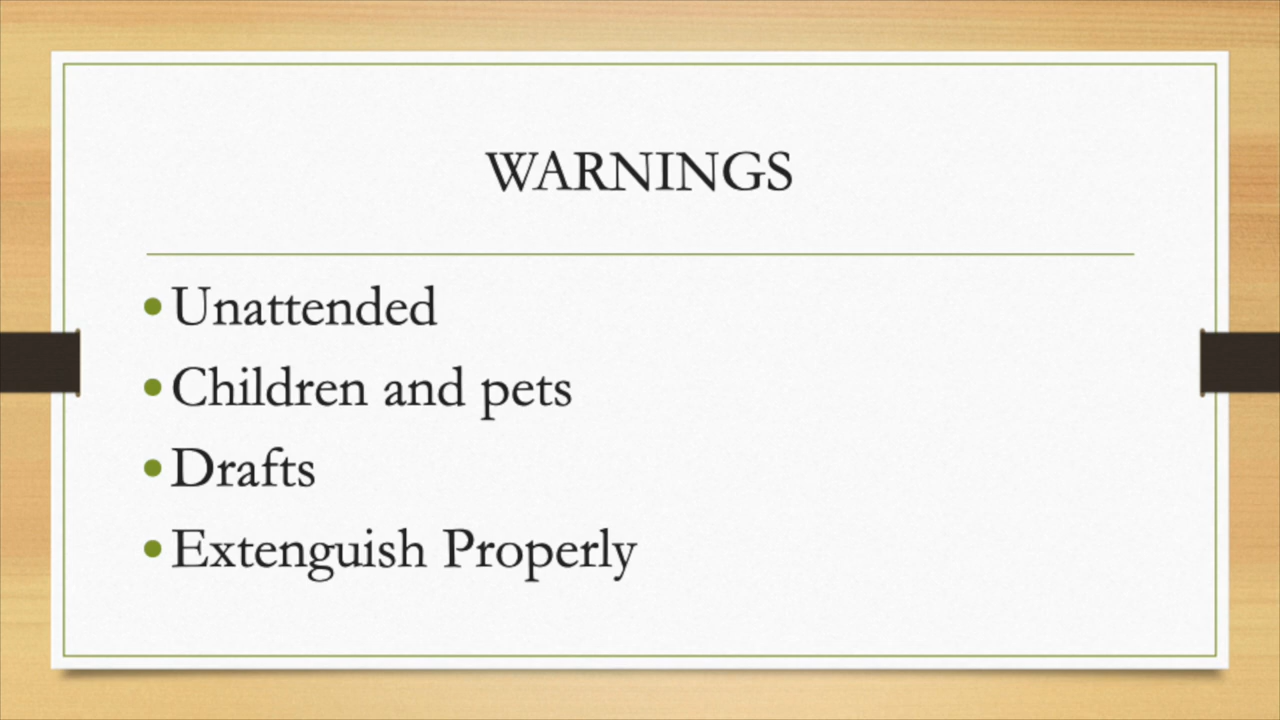 WARNINGS
• Unattended
• Children and pets
• Drafts
• Extenguish Properly